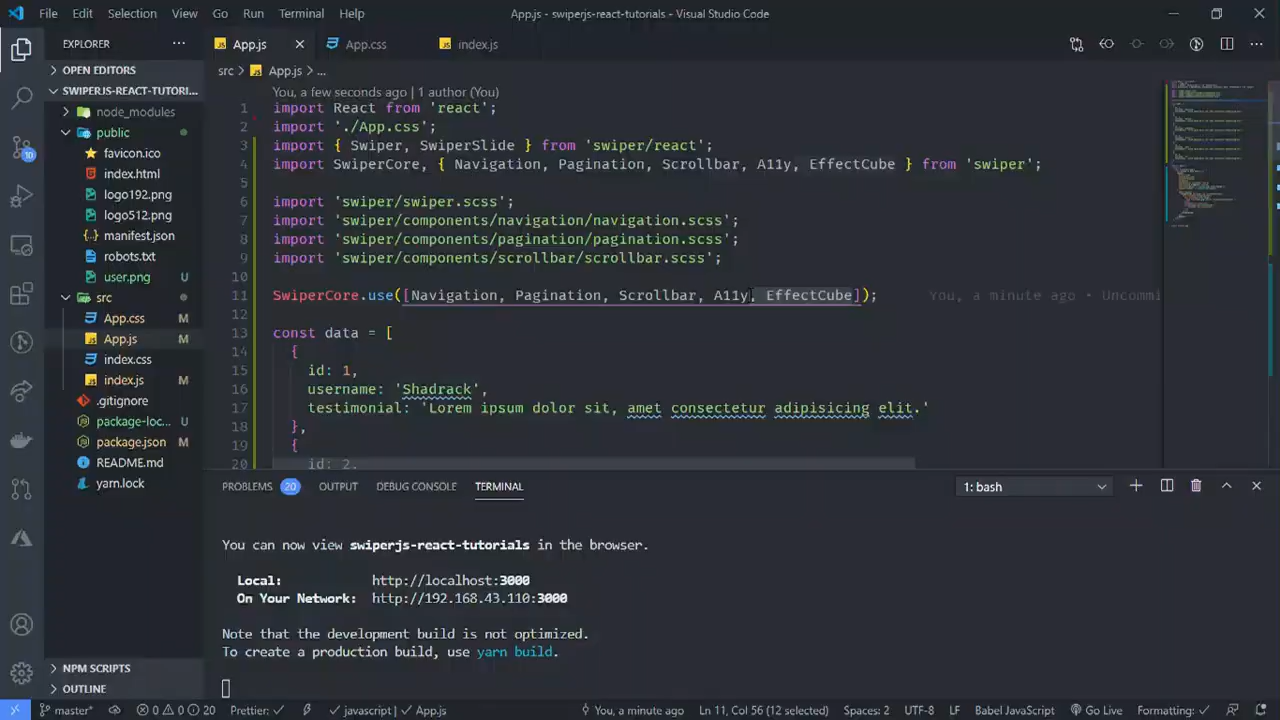 File Edit Selection View Go Run Terminal Help
App.js - swiperjs-react-tutorials - Visual Studio Code
EXPLORER
OPEN EDITORS
SWIPERJS-REACT-TUTORI...
node_modules
public
favicon.ico
index.html
logo192.png
logo512.png
manifest.json
robots.txt
user.png U
src
App.css M
App.js M
index.css
index.js M
.gitignore
package-loc... U
package.json M
README.md
yarn.lock
NPM SCRIPTS
OUTLINE
10
App.js
App.css
index.js
src > App.js > ...
You, a few seconds ago | 1 author (You)
1 import React from 'react';
2 import './App.css';
3 import { Swiper, SwiperSlide } from 'swiper/react';
4 import SwiperCore, { Navigation, Pagination, Scrollbar, A11y, EffectCube } from 'swiper';
5
6 import 'swiper/swiper.scss';
7 import 'swiper/components/navigation/navigation.scss';
8 import 'swiper/components/pagination/pagination.scss';
9 import 'swiper/components/scrollbar/scrollbar.scss';
10
11 SwiperCore.use([Navigation, Pagination, Scrollbar, A11y, EffectCube]); You, a minute ago • Uncommi
12
13 const data = [
14 {
15 id: 1,
16 username: 'Shadrack',
17 testimonial: 'Lorem ipsum dolor sit, amet consectetur adipisicing elit.'
18 },
19 {
20 id: 2,
PROBLEMS 20 OUTPUT DEBUG CONSOLE TERMINAL
1: bash
You can now view swiperjs-react-tutorials in the browser.
Local: http://localhost:3000
On Your Network: http://192.168.43.110:3000
Note that the development build is not optimized.
To create a production build, use yarn build.
master* 0 0 20 Prettier: ✓ ✓ javascript | ✓ App.js You, a minute ago Ln 11, Col 56 (12 selected) Spaces: 2 UTF-8 LF Babel JavaScript Go Live Formatting: ✓